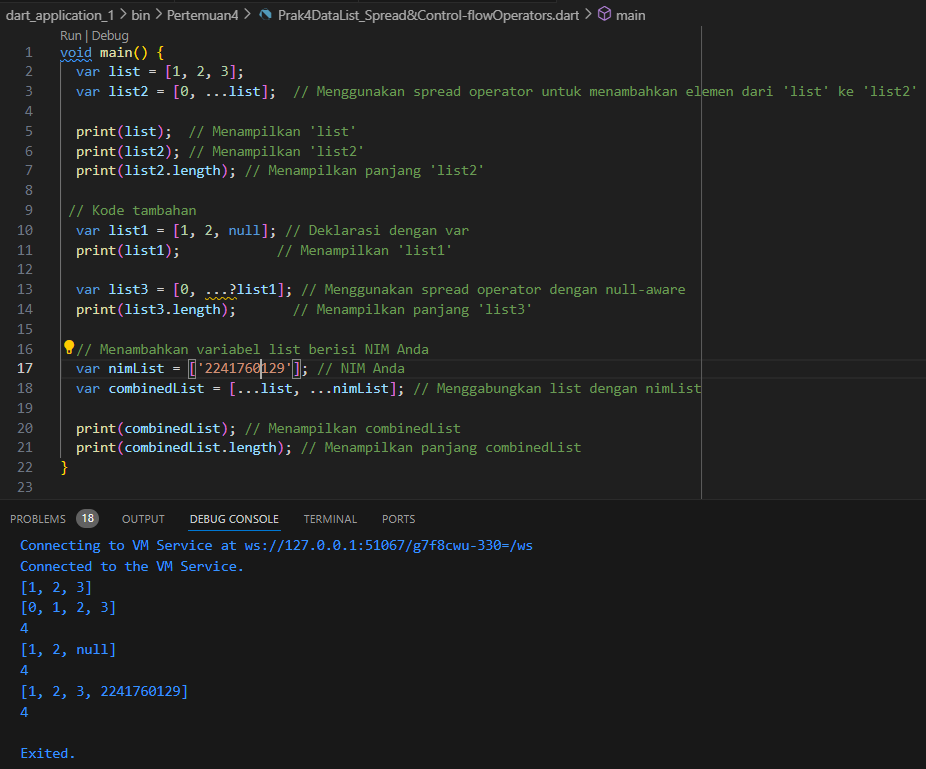 dart_application_1 > bin > Pertemuan4 > Prak4DataList_Spread&Control-flowOperators.dart > main
Run | Debug
1 void main() {
2 var list = [1, 2, 3];
3 var list2 = [0, ...list]; // Menggunakan spread operator untuk menambahkan elemen dari 'list' ke 'list2'
4
5 print(list); // Menampilkan 'list'
6 print(list2); // Menampilkan 'list2'
7 print(list2.length); // Menampilkan panjang 'list2'
8
9 // Kode tambahan
10 var list1 = [1, 2, null]; // Deklarasi dengan var
11 print(list1); // Menampilkan 'list1'
12
13 var list3 = [0, ...?list1]; // Menggunakan spread operator dengan null-aware
14 print(list3.length); // Menampilkan panjang 'list3'
15
16 // Menambahkan variabel list berisi NIM Anda
17 var nimList = ['2241760129']; // NIM Anda
18 var combinedList = [...list, ...nimList]; // Menggabungkan list dengan nimList
19
20 print(combinedList); // Menampilkan combinedList
21 print(combinedList.length); // Menampilkan panjang combinedList
22 }
23
PROBLEMS 18 OUTPUT DEBUG CONSOLE TERMINAL PORTS
Connecting to VM Service at ws://127.0.0.1:51067/g7f8cwu-330=/ws
Connected to the VM Service.
[1, 2, 3]
[0, 1, 2, 3]
4
[1, 2, null]
4
[1, 2, 3, 2241760129]
4
Exited.